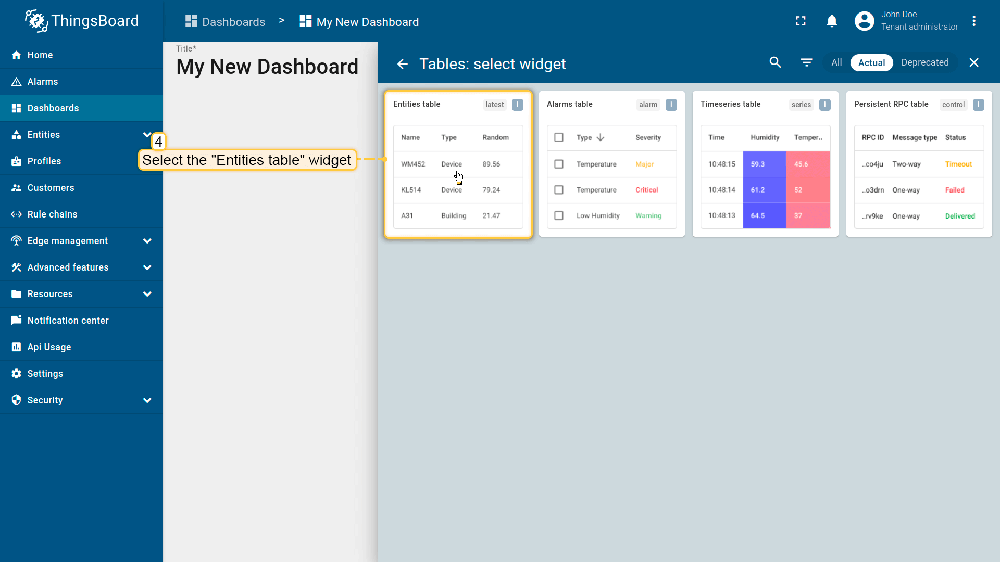 ThingsBoard
Dashboards > My New Dashboard
John Doe
Tenant administrator
Home
Alarms
Dashboards
Entities
Profiles
Customers
Rule chains
Edge management
Advanced features
Resources
Notification center
Api Usage
Settings
Security
Title*
My New Dashboard
4
Select the "Entities table" widget
Tables: select widget
All Actual Deprecated
Entities table latest i
Name Type Random
WM452 Device 89.56
KL514 Device 79.24
A31 Building 21.47
Alarms table alarm i
Type Severity
Temperature Major
Temperature Critical
Low Humidity Warning
Timeseries table series i
Time Humidity Temper..
10:48:15 59.3 45.6
10:48:14 61.2 52
10:48:13 64.5 37
Persistent RPC table control i
RPC ID Message type Status
..co4ju Two-way Timeout
..o3drn One-way Failed
..rv9ke One-way Delivered